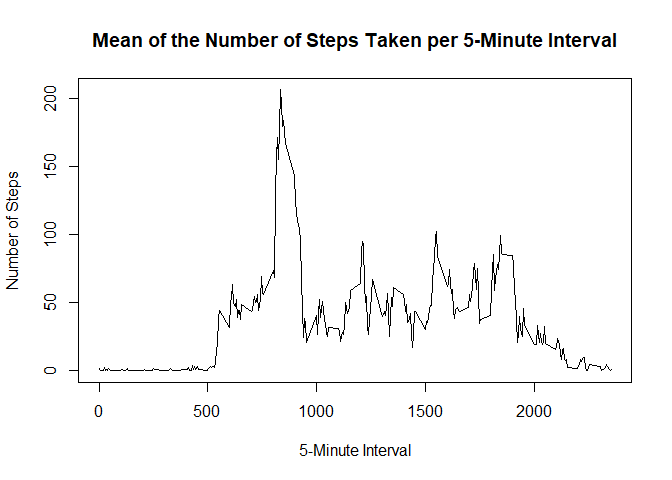 Mean of the Number of Steps Taken per 5-Minute Interval
Number of Steps
200
150
100
50
0
0 500 1000 1500 2000
5-Minute Interval